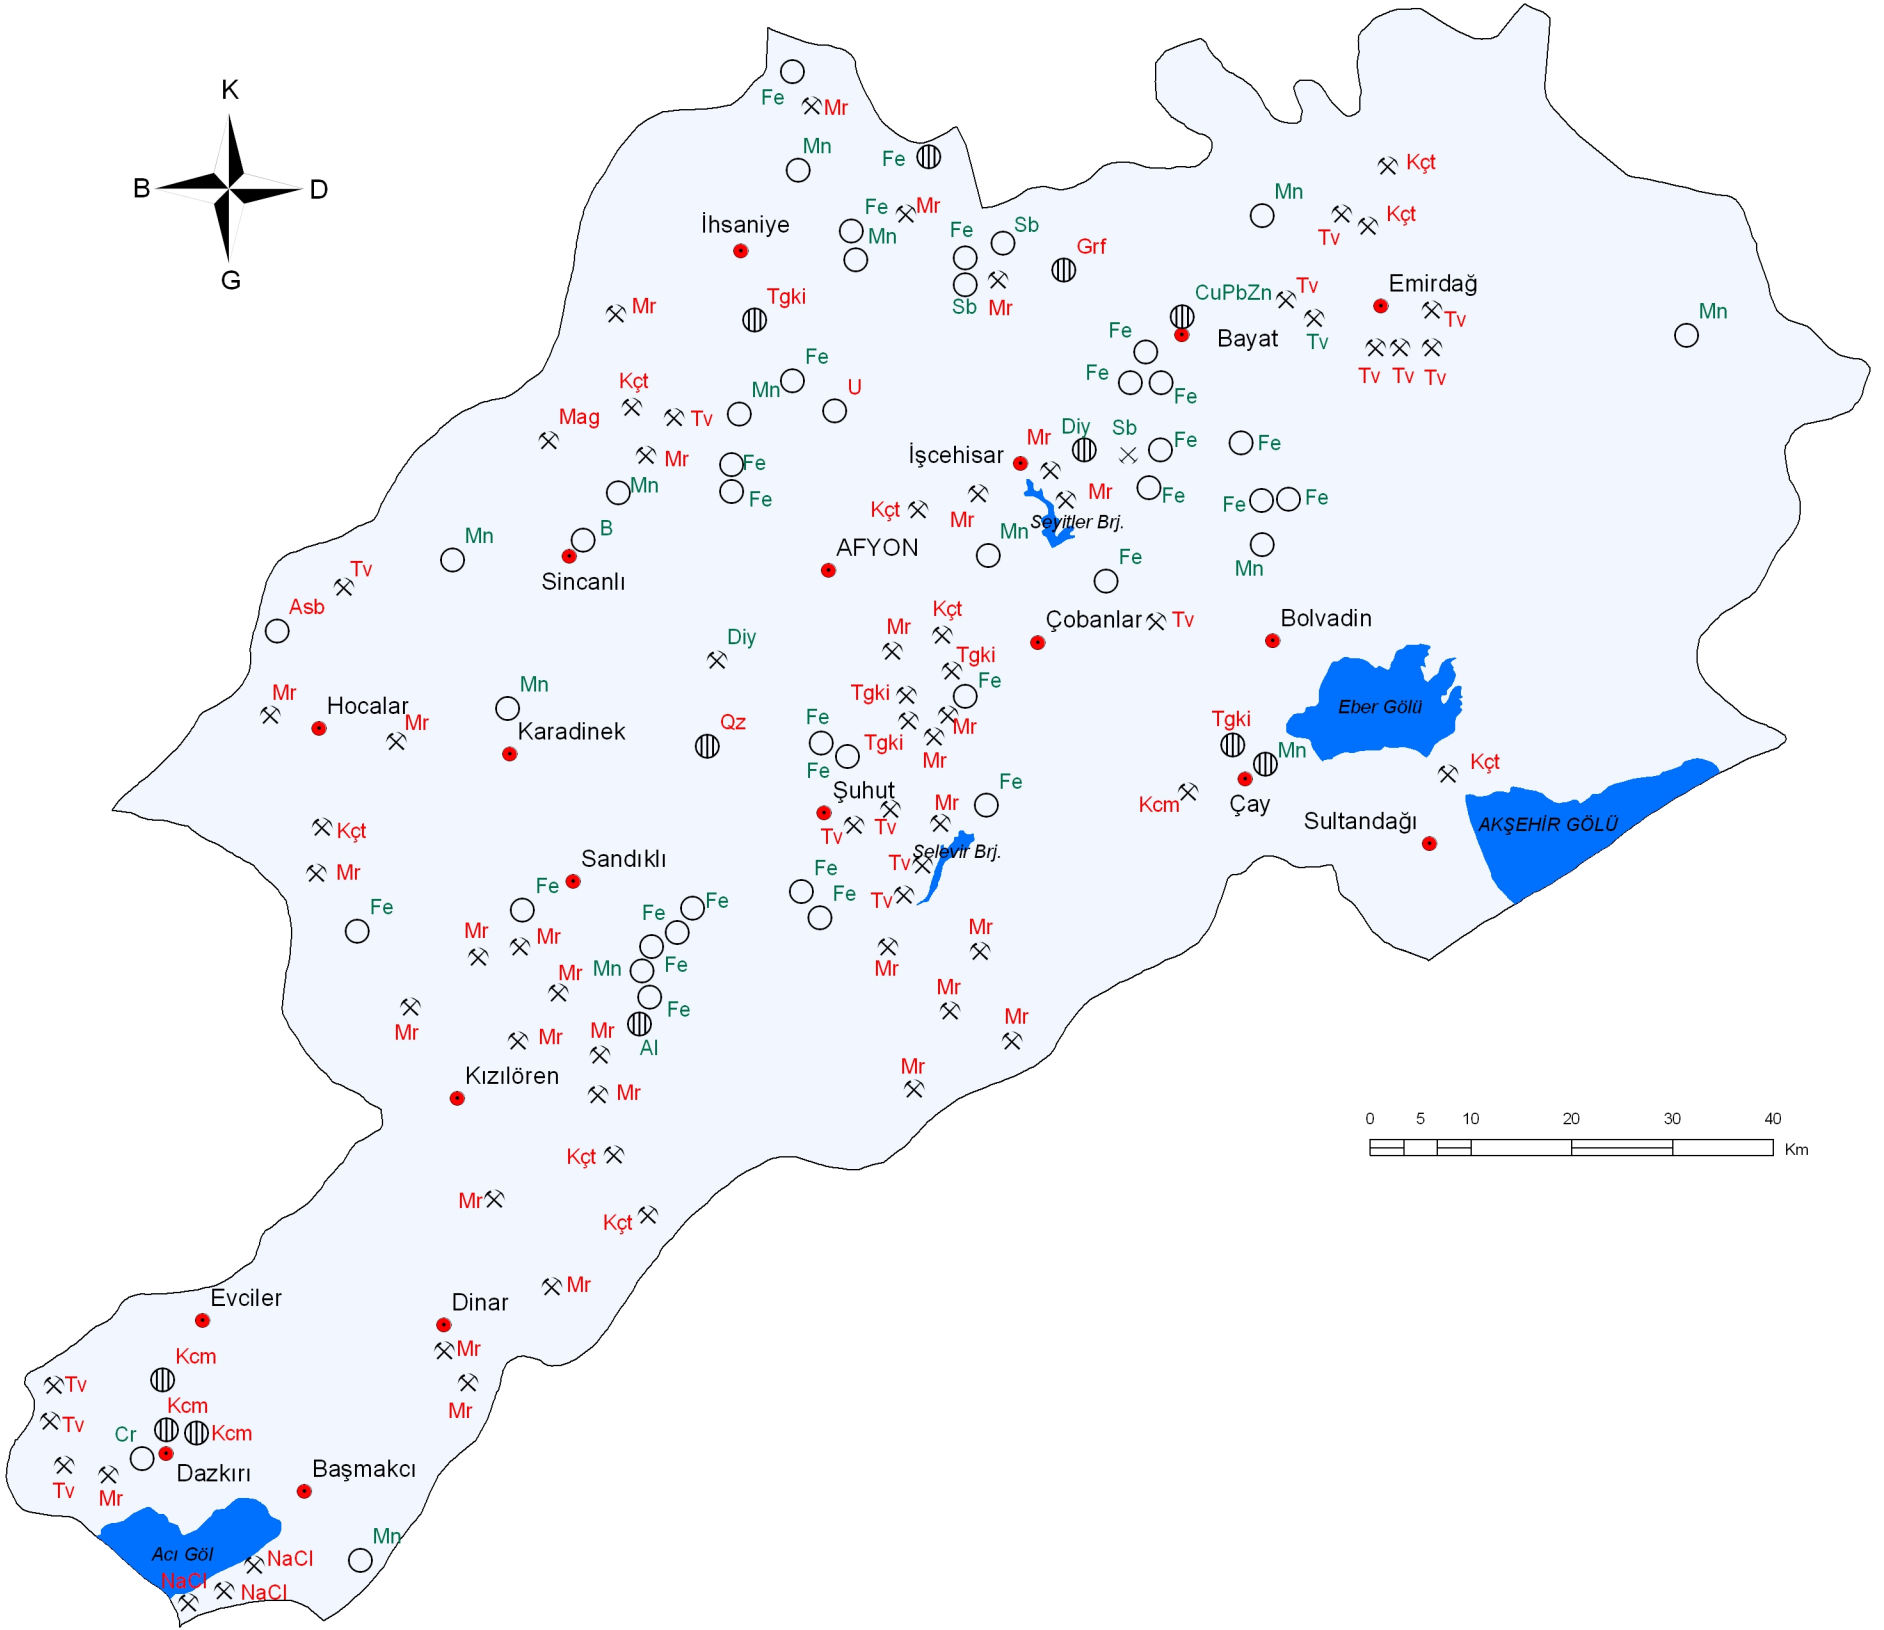 K
B
D
G
Fe
Mr
Mn
Fe
Kçt
Mn
Fe
Mr
Kçt
Tv
İhsaniye
Mn
Fe
Sb
Grf
Tgki
Mr
Sb
Mr
CuPbZn
Tv
Emirdağ
Tv
Tv
Mn
Fe
Bayat
Fe
Fe
Fe
Tv
Tv
Tv
Kçt
Mn
U
Mag
Tv
Mr
Diy
Sb
Fe
Fe
İşcehisar
Mr
Fe
Mn
Fe
Mr
Fe
Fe
Fe
Kçt
Mr
Seyitler Brj.
B
Mn
AFYON
Mn
Fe
Mn
Sincanlı
Tv
Asb
Kçt
Çobanlar
Tv
Bolvadin
Diy
Mr
Tgki
Mn
Tgki
Fe
Mr
Hocalar
Mr
Karadinek
Qz
Fe
Tgki
Mr
Mr
Eber Gölü
Tgki
Mn
Fe
Kçt
Şuhut
Fe
Mr
Kcm
Çay
Kçt
Tv
Tv
Sultandağı
AKŞEHİR GÖLÜ
Mr
Sandıklı
Tv
Selevir Brj.
Fe
Fe
Fe
Fe
Fe
Fe
Tv
Mr
Mr
Mr
Mr
Mn
Fe
Mr
Mr
Mr
Fe
Mr
Mr
Mr
Mr
Al
Kızılören
Mr
Mr
0
5
10
20
30
40
Km
Kçt
Mr
Kçt
Mr
Evciler
Dinar
Mr
Kcm
Tv
Kcm
Mr
Tv
Cr
Kcm
Dazkırı
Başmakcı
Tv
Mr
Mn
Acı Göl
NaCl
NaCl
NaCl